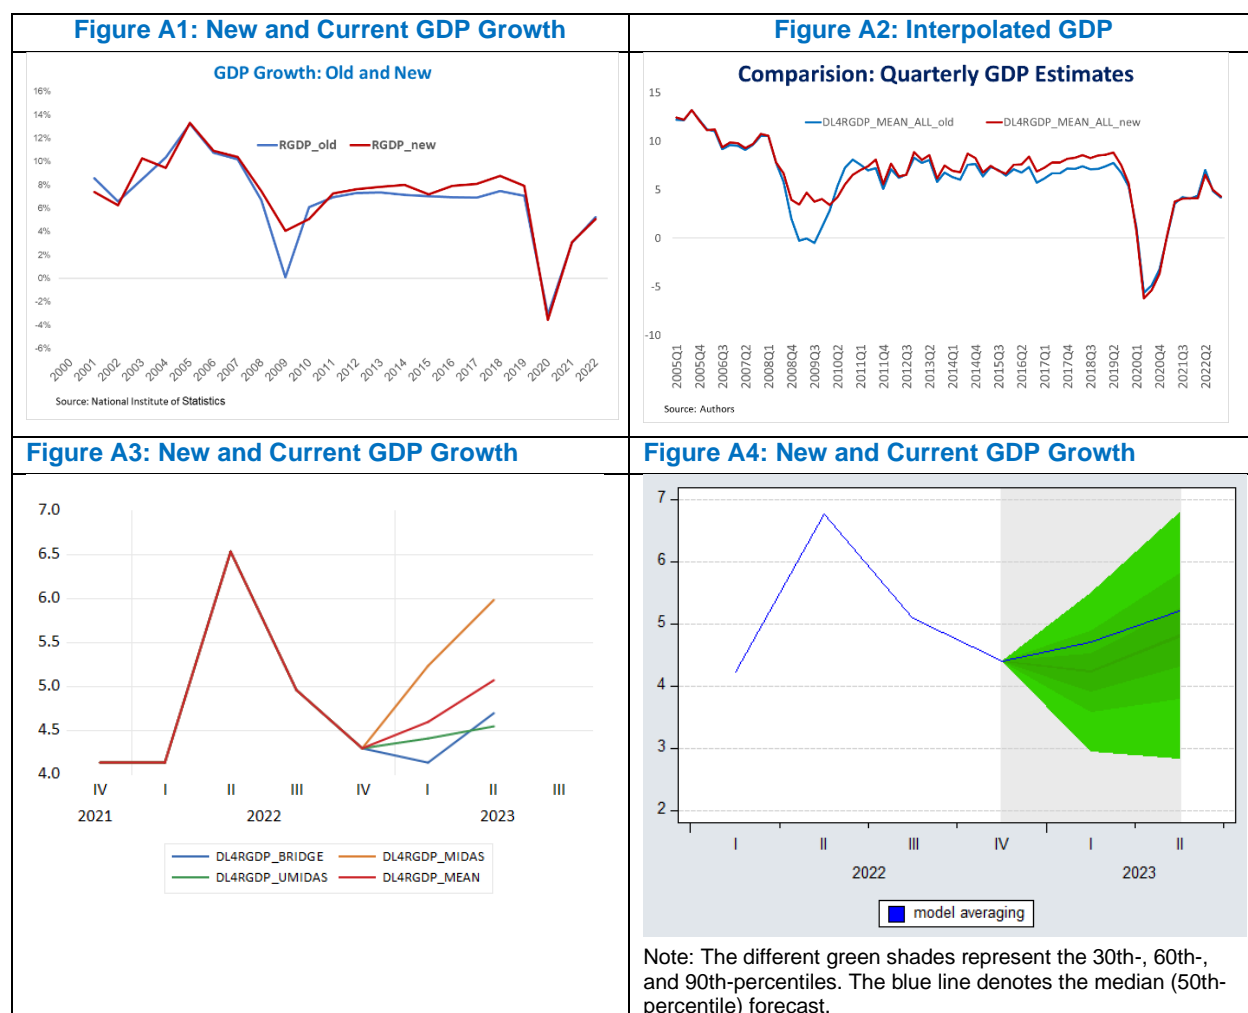 Figure A1: New and Current GDP Growth
Figure A2: Interpolated GDP
GDP Growth: Old and New
16%
14%
12%
10%
8%
6%
4%
2%
0%
-2%
-4%
-6%
RGDP_old RGDP_new
2000 2001 2002 2003 2004 2005 2006 2007 2008 2009 2010 2011 2012 2013 2014 2015 2016 2017 2018 2019 2020 2021 2022
Source: National Institute of Statistics
Comparision: Quarterly GDP Estimates
15
10
5
0
-5
-10
DL4RGDP_MEAN_ALL_old DL4RGDP_MEAN_ALL_new
2005Q1 2005Q4 2006Q3 2007Q2 2008Q1 2008Q4 2009Q3 2010Q2 2011Q1 2011Q4 2012Q3 2013Q2 2014Q1 2014Q4 2015Q3 2016Q2 2017Q1 2017Q4 2018Q3 2019Q2 2020Q1 2020Q4 2021Q3 2022Q2
Source: Authors
Figure A3: New and Current GDP Growth
Figure A4: New and Current GDP Growth
7.0
6.5
6.0
5.5
5.0
4.5
4.0
IV I II III IV I II III
2021 2022 2023
DL4RGDP_BRIDGE DL4RGDP_MIDAS
DL4RGDP_UMIDAS DL4RGDP_MEAN
7
6
5
4
3
2
I II III IV I II
2022 2023
model averaging
Note: The different green shades represent the 30th-, 60th-,
and 90th-percentiles. The blue line denotes the median (50th-
percentile) forecast.